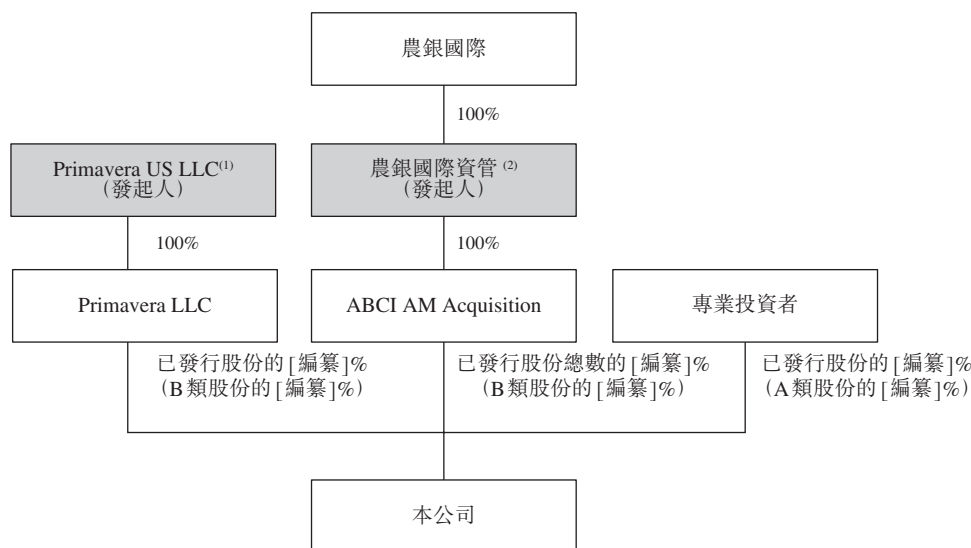 農銀國際
100%
Primavera US LLC(1)
（發起人）
農銀國際資管 (2)
（發起人）
100%
100%
Primavera LLC
ABCI AM Acquisition
專業投資者
已發行股份的[編纂]%
（B類股份的[編纂]%）
已發行股份總數的[編纂]%
（B類股份的[編纂]%）
已發行股份的[編纂]%
（A類股份的[編纂]%）
本公司